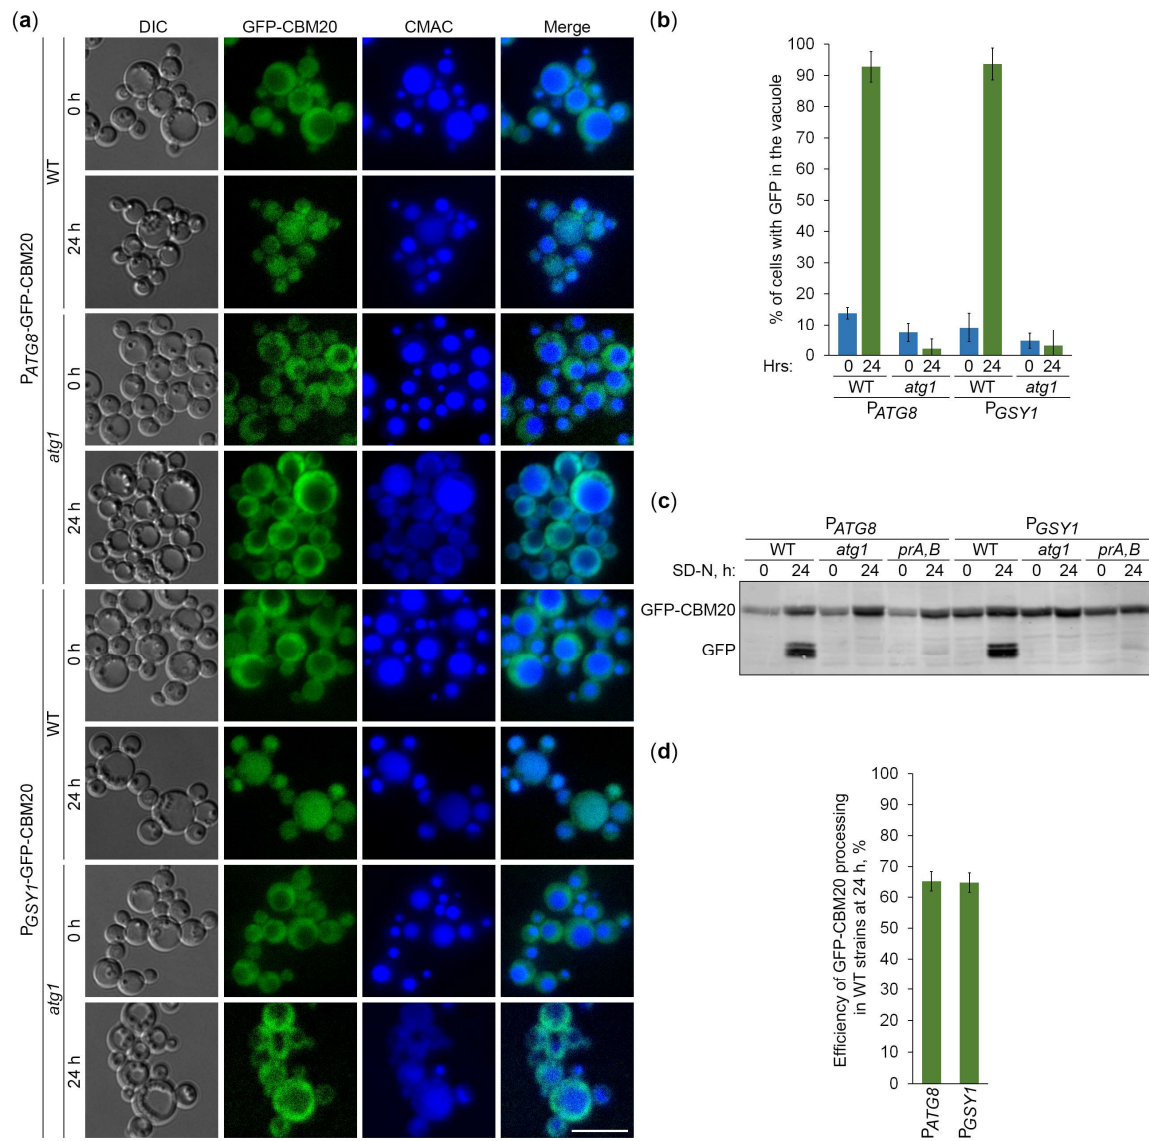 (a)
DIC GFP-CBM20 CMAC Merge
PATG8-GFP-CBM20
WT
0 h
24 h
atg1
0 h
24 h
PGSY1-GFP-CBM20
WT
0 h
24 h
atg1
0 h
24 h
(b)
% of cells with GFP in the vacuole
100
90
80
70
60
50
40
30
20
10
0
Hrs: 0 24 0 24 0 24 0 24
WT atg1 WT atg1
PATG8 PGSY1
(c)
PATG8 PGSY1
WT atg1 prA,B WT atg1 prA,B
SD-N, h: 0 24 0 24 0 24 0 24 0 24 0 24
GFP-CBM20
GFP
(d)
Efficiency of GFP-CBM20 processing
in WT strains at 24 h, %
100
90
80
70
60
50
40
30
20
10
0
PATG8
PGSY1